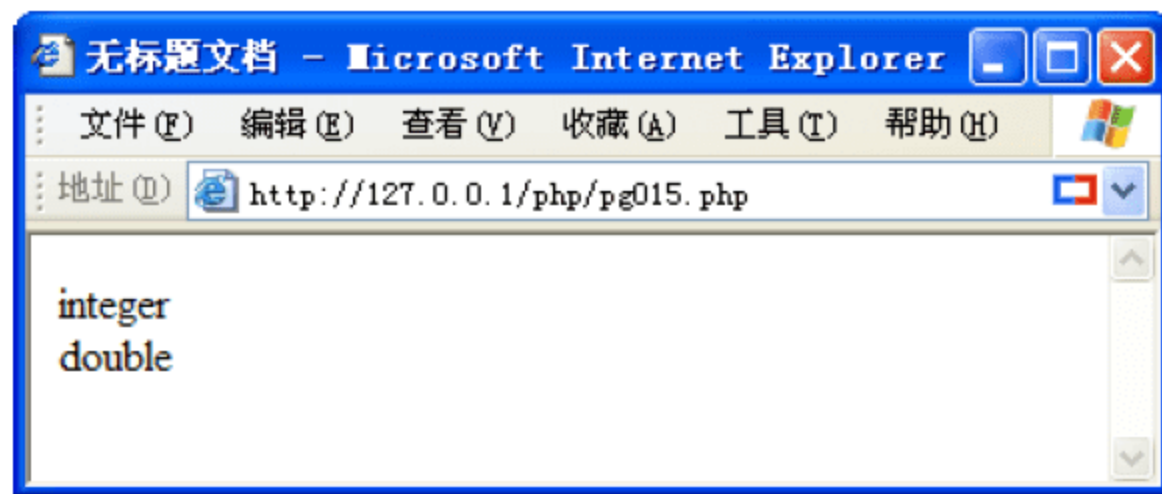 无标题文档 - Microsoft Internet Explorer
文件(F) 编辑(E) 查看(V) 收藏(A) 工具(T) 帮助(H)
地址(D) http://127.0.0.1/php/pg015.php
integer
double